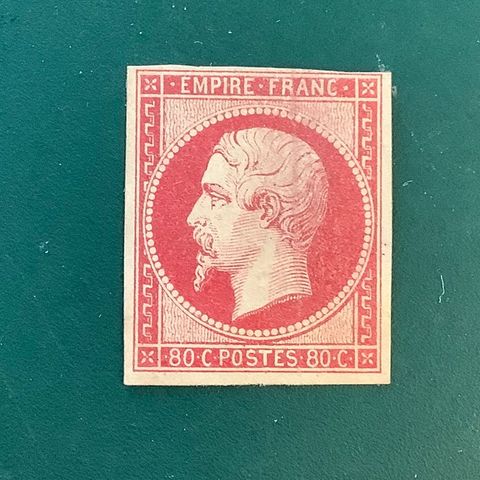 · EMPIRE · FRANC ·
80 · C · POSTES · 80 · C ·